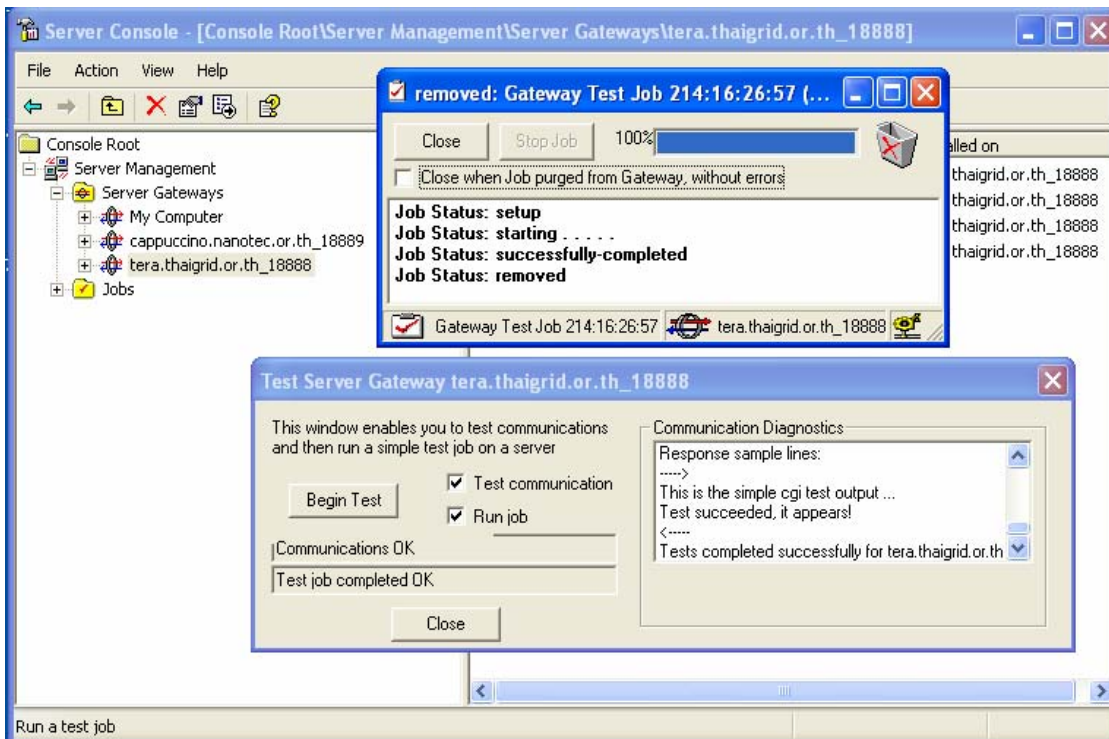 Server Console - [Console Root\Server Management\Server Gateways\tera.thaigrid.or.th_18888]
File Action View Help
Console Root
Server Management
Server Gateways
My Computer
cappuccino.nanotec.or.th_18889
tera.thaigrid.or.th_18888
Jobs
removed: Gateway Test Job 214:16:26:57 (...
Close
Stop Job
100%
Close when Job purged from Gateway, without errors
Job Status: setup
Job Status: starting . . . . .
Job Status: successfully-completed
Job Status: removed
Gateway Test Job 214:16:26:57
tera.thaigrid.or.th_18888
alled on
thaigrid.or.th_18888
thaigrid.or.th_18888
thaigrid.or.th_18888
thaigrid.or.th_18888
Test Server Gateway tera.thaigrid.or.th_18888
This window enables you to test communications
and then run a simple test job on a server
Begin Test
Test communication
Run job
Communications OK
Test job completed OK
Close
Communication Diagnostics
Response sample lines:
----->
This is the simple cgi test output ...
Test succeeded, it appears!
<-----
Tests completed successfully for tera.thaigrid.or.th
Run a test job